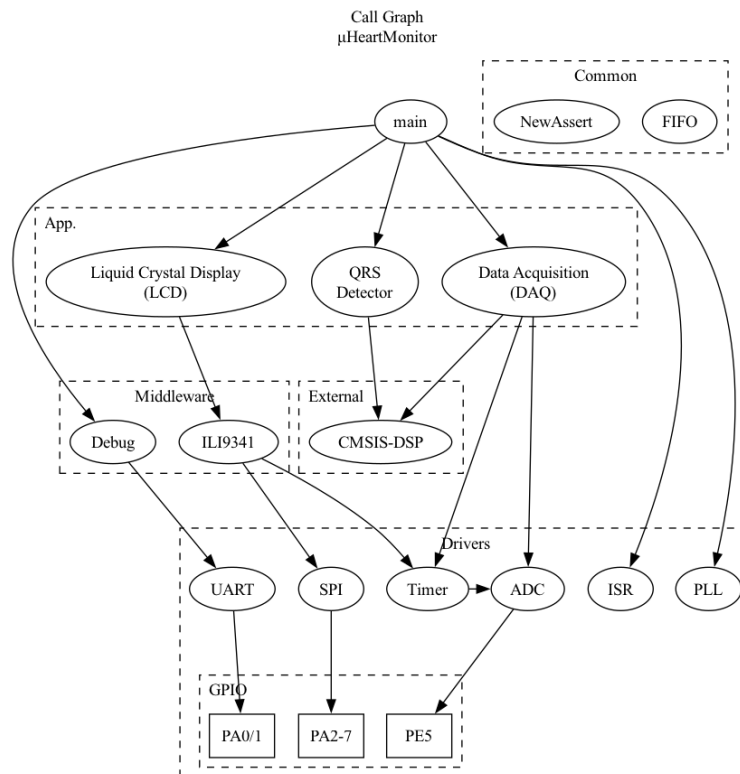 Call Graph
µHeartMonitor
Common
main
NewAssert
FIFO
App.
Liquid Crystal Display
(LCD)
QRS
Detector
Data Acquisition
(DAQ)
Middleware
External
Debug
ILI9341
CMSIS-DSP
Drivers
UART
SPI
Timer
ADC
ISR
PLL
GPIO
PA0/1
PA2-7
PE5